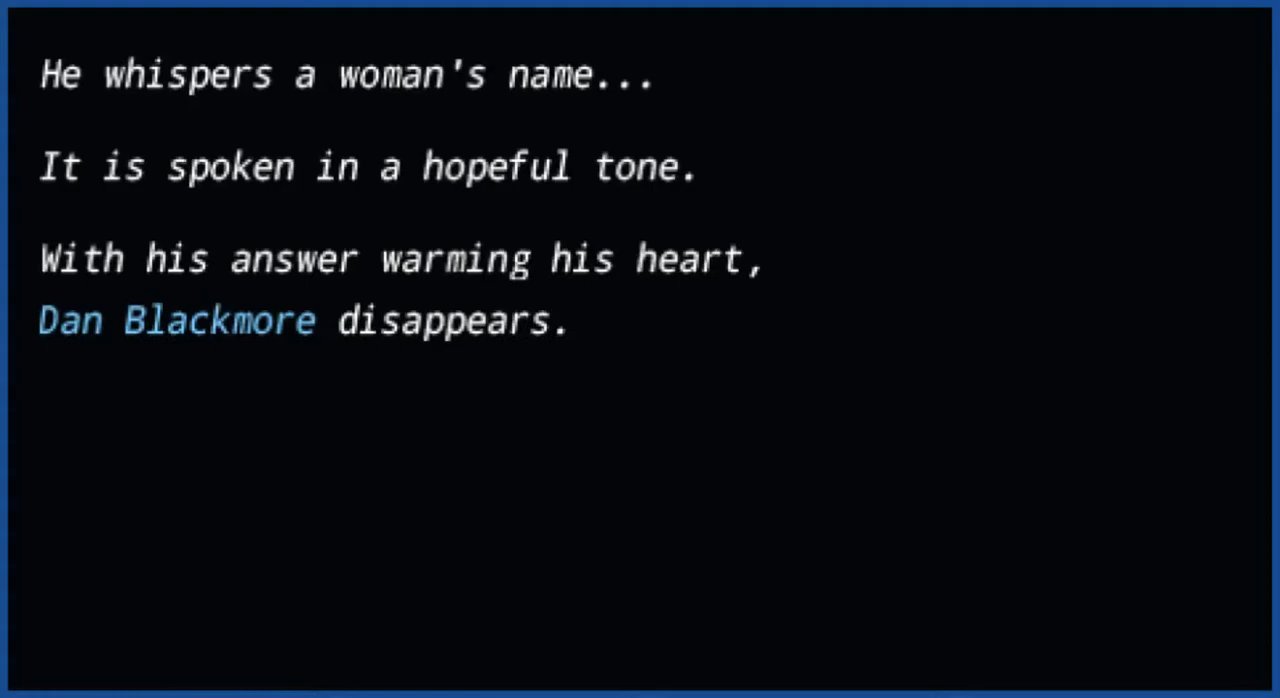 He whispers a woman's name...
It is spoken in a hopeful tone.
With his answer warming his heart,
Dan Blackmore disappears.